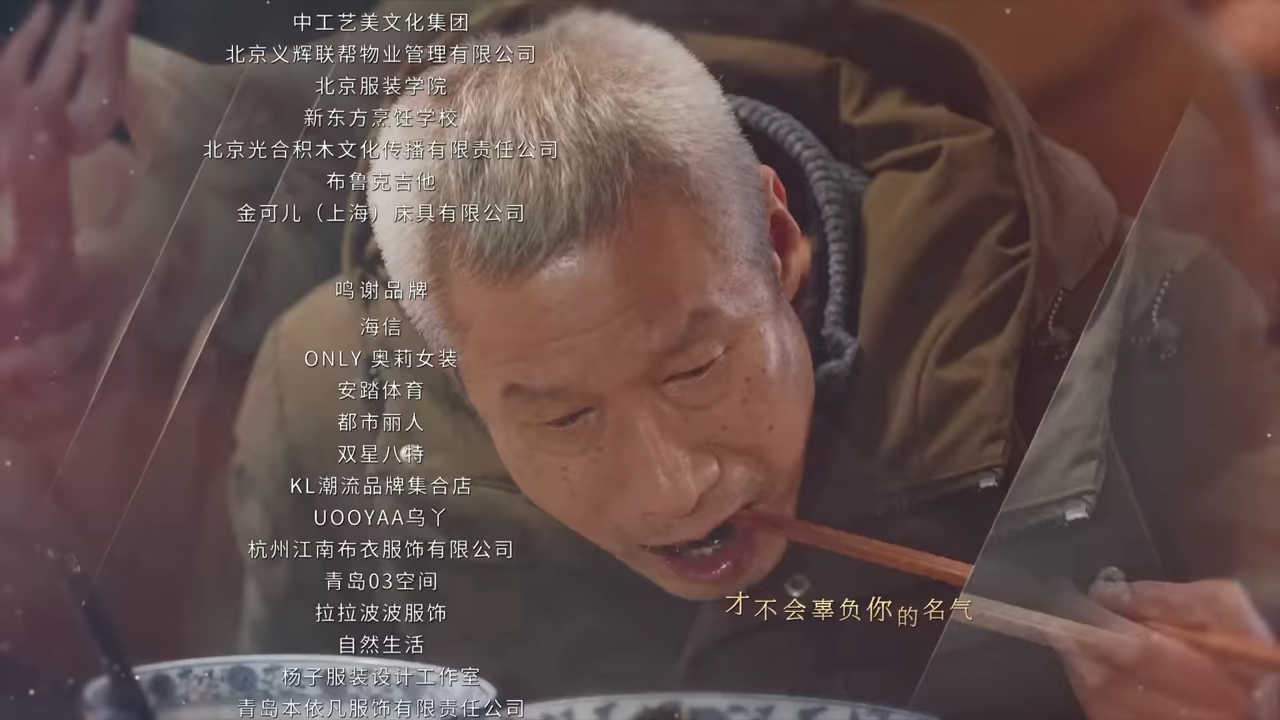 中工艺美文化集团
北京义辉联帮物业管理有限公司
北京服装学院
新东方烹饪学校
北京光合积木文化传播有限责任公司
布鲁克吉他
金可儿（上海）床具有限公司
鸣谢品牌
海信
ONLY 奥莉女装
安踏体育
都市丽人
双星八特
KL潮流品牌集合店
UOOYAA乌丫
杭州江南布衣服饰有限公司
青岛03空间
拉拉波波服饰
自然生活
杨子服装设计工作室
青岛本依凡服饰有限责任公司
才不会辜负你的名气